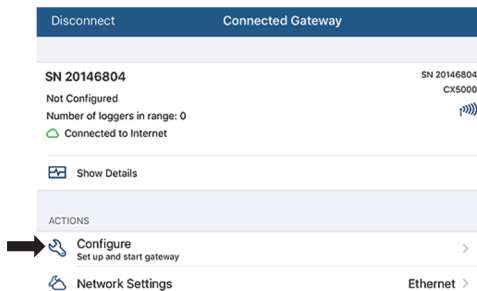 Disconnect Connected Gateway
SN 20146804 SN 20146804
Not Configured CX5000
Number of loggers in range: 0
Connected to Internet
Show Details
ACTIONS
Configure
Set up and start gateway
Network Settings Ethernet